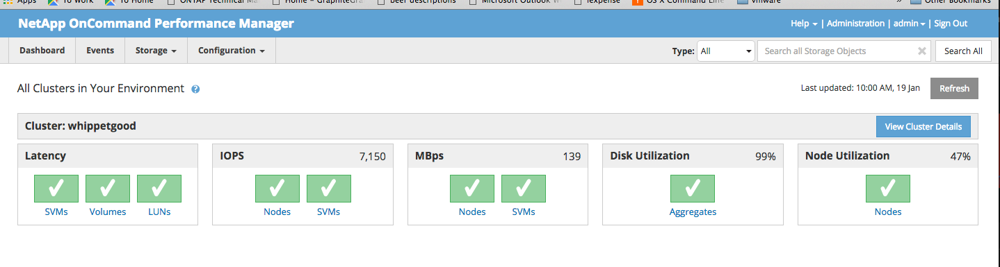 Apps To Work To Home Home – GraphiteGra beer descriptions Microsoft Outlook W iexpense OS X Command Line vmware » Other Bookmarks
NetApp OnCommand Performance Manager Help | Administration | admin | Sign Out
Dashboard Events Storage Configuration Type: All Search all Storage Objects Search All
All Clusters in Your Environment ? Last updated: 10:00 AM, 19 Jan Refresh
Cluster: whippetgood View Cluster Details
Latency IOPS 7,150 MBps 139 Disk Utilization 99% Node Utilization 47%
SVMs Volumes LUNs Nodes SVMs Nodes SVMs Aggregates Nodes